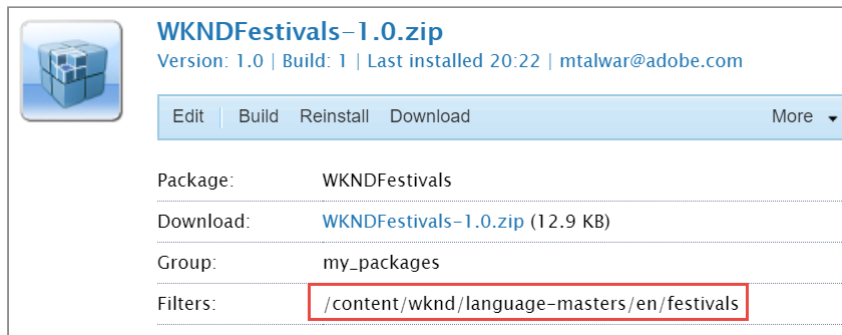 WKNDFestivals-1.0.zip
Version: 1.0 | Build: 1 | Last installed 20:22 | mtalwar@adobe.com
Edit Build Reinstall Download More
Package: WKNDFestivals
Download: WKNDFestivals-1.0.zip (12.9 KB)
Group: my_packages
Filters: /content/wknd/language-masters/en/festivals